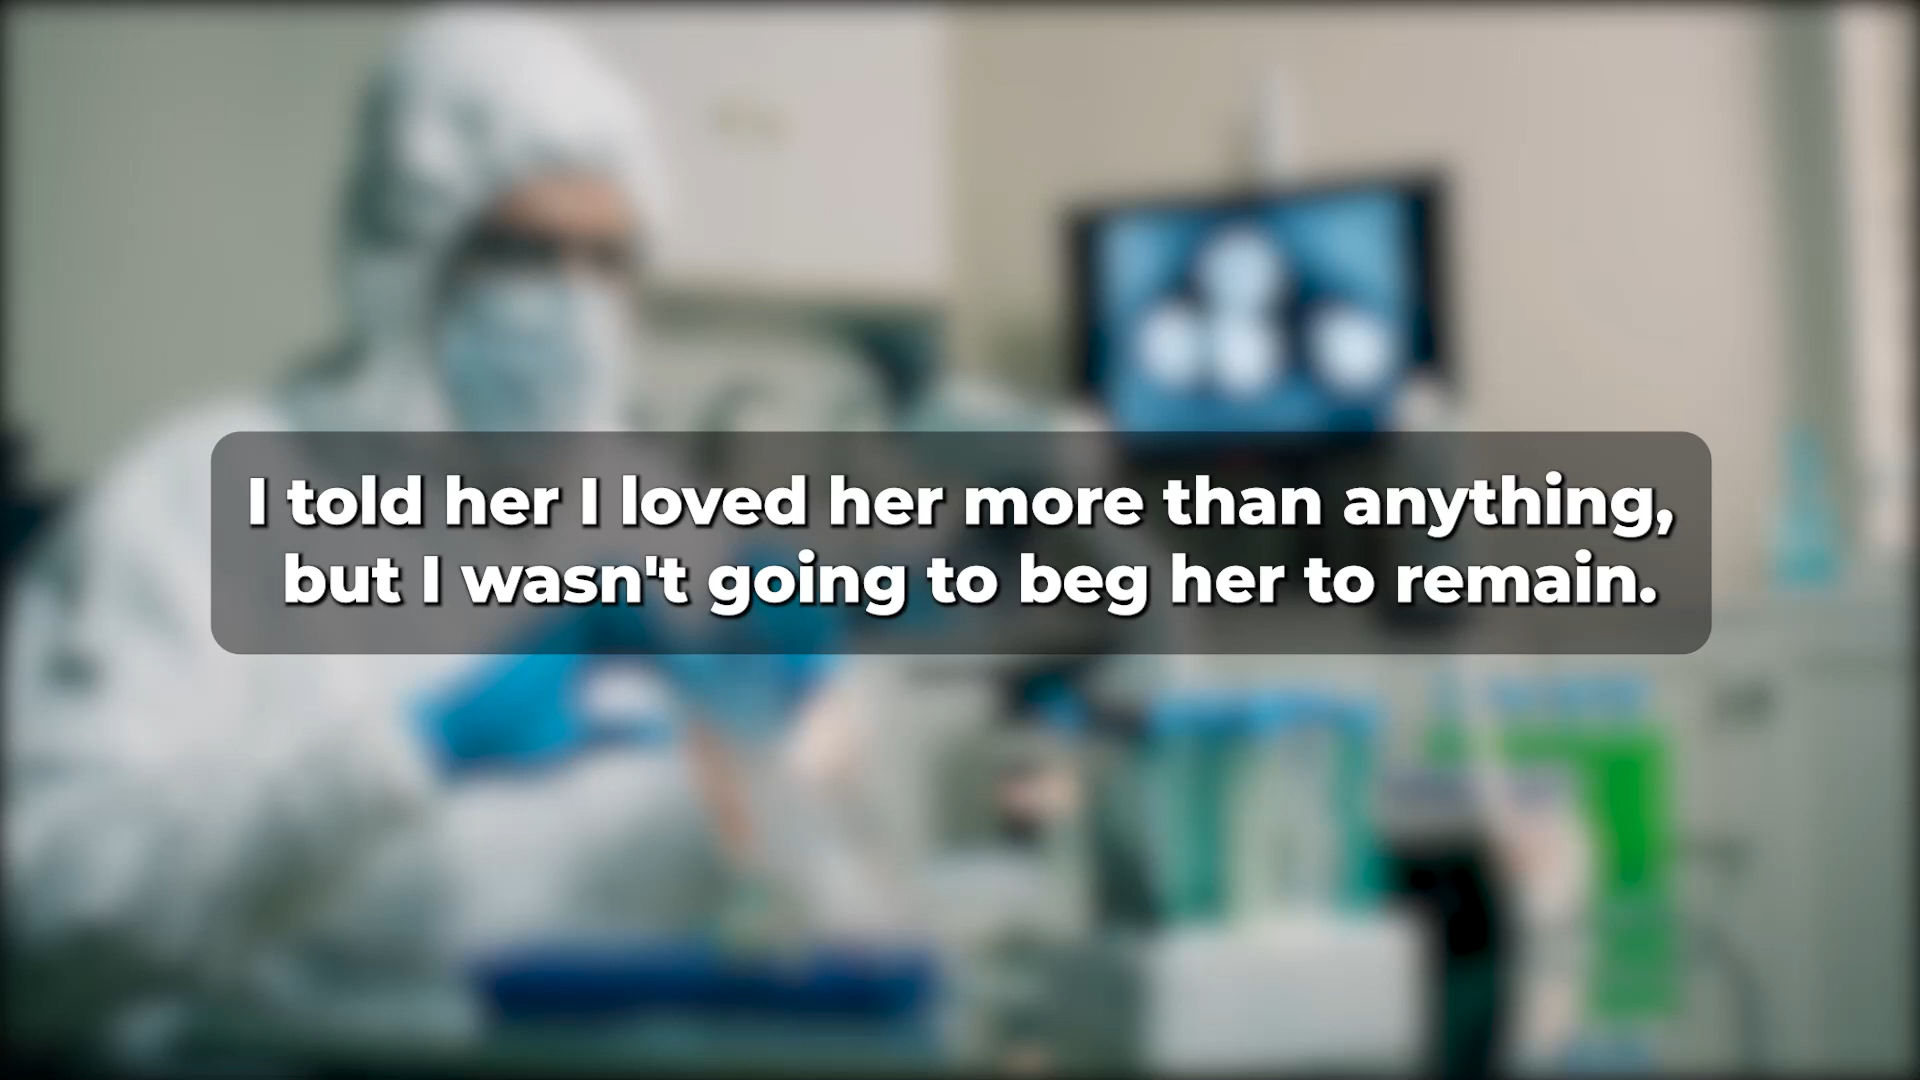 I told her I loved her more than anything,
but I wasn't going to beg her to remain.